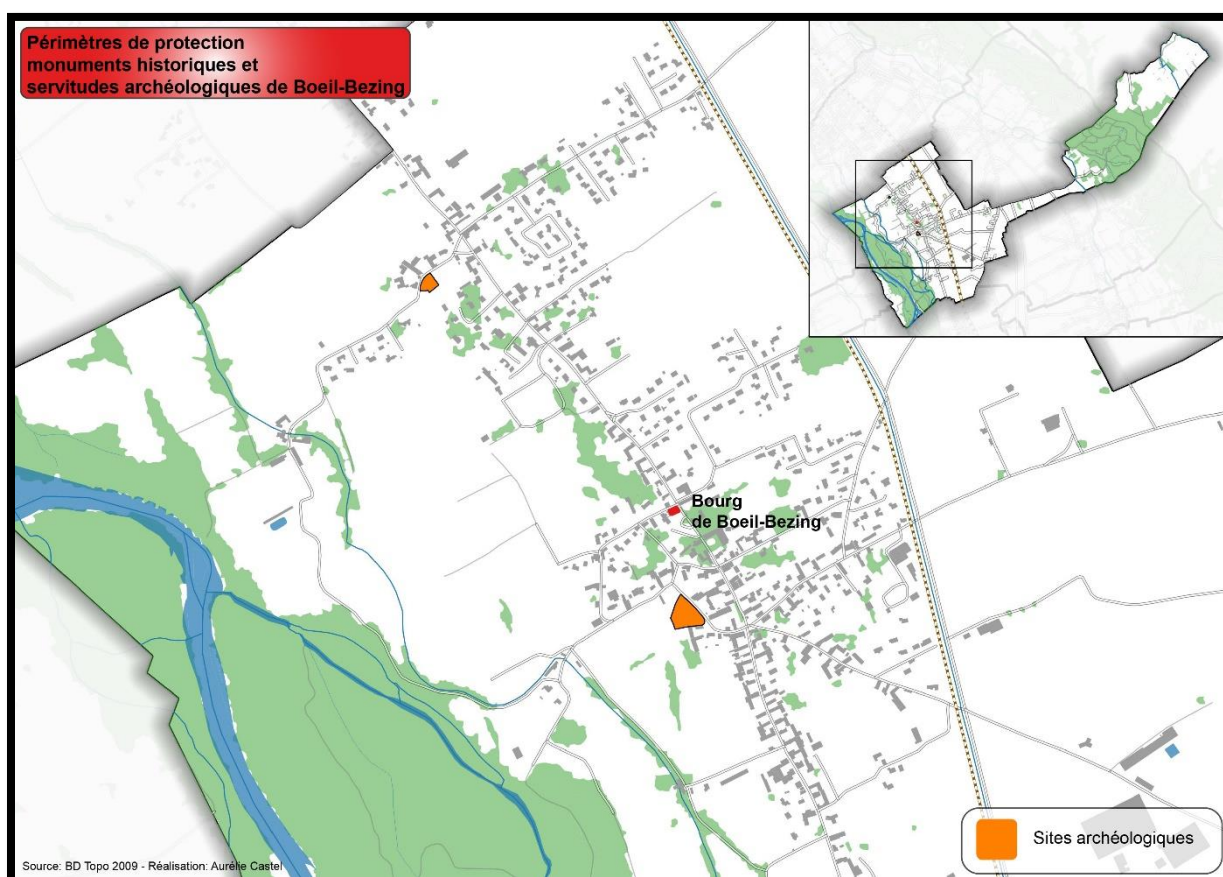 Périmètres de protection
monuments historiques et
servitudes archéologiques de Boeil-Bezing
Bourg
de Boeil-Bezing
Sites archéologiques
Source: BD Topo 2009 - Réalisation: Aurélie Castel